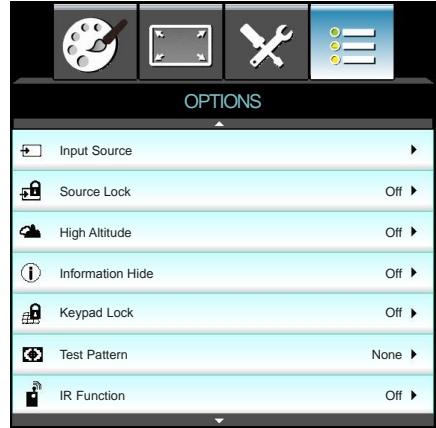 OPTIONS
Input Source
Source Lock Off
High Altitude Off
Information Hide Off
Keypad Lock Off
Test Pattern None
IR Function Off